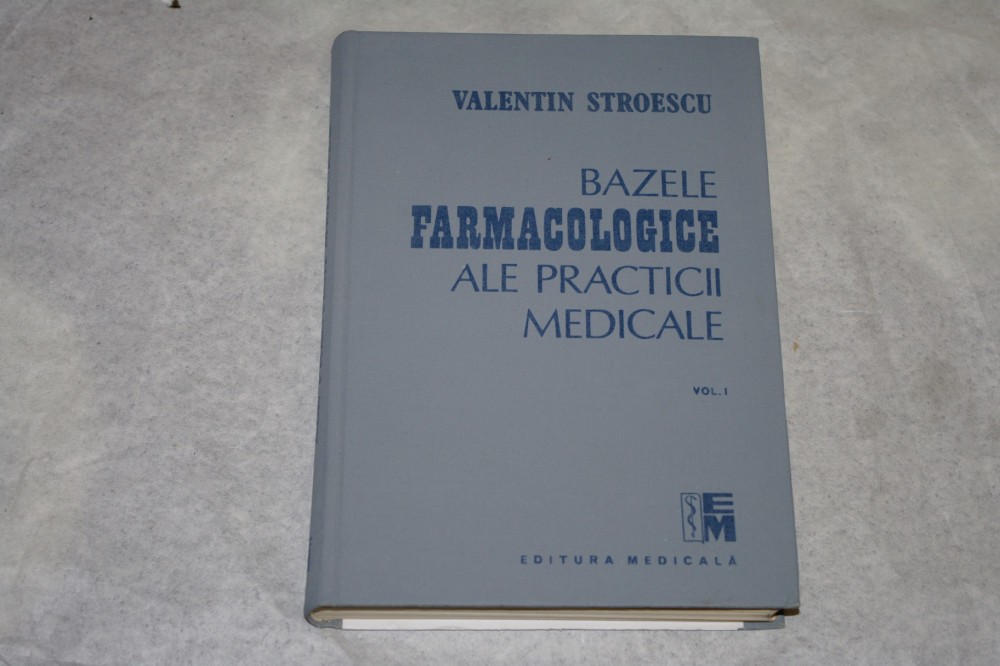 VALENTIN STROESCU
BAZELE
FARMACOLOGICE
ALE PRACTICII
MEDICALE
VOL. I
EM
EDITURA MEDICALĂ